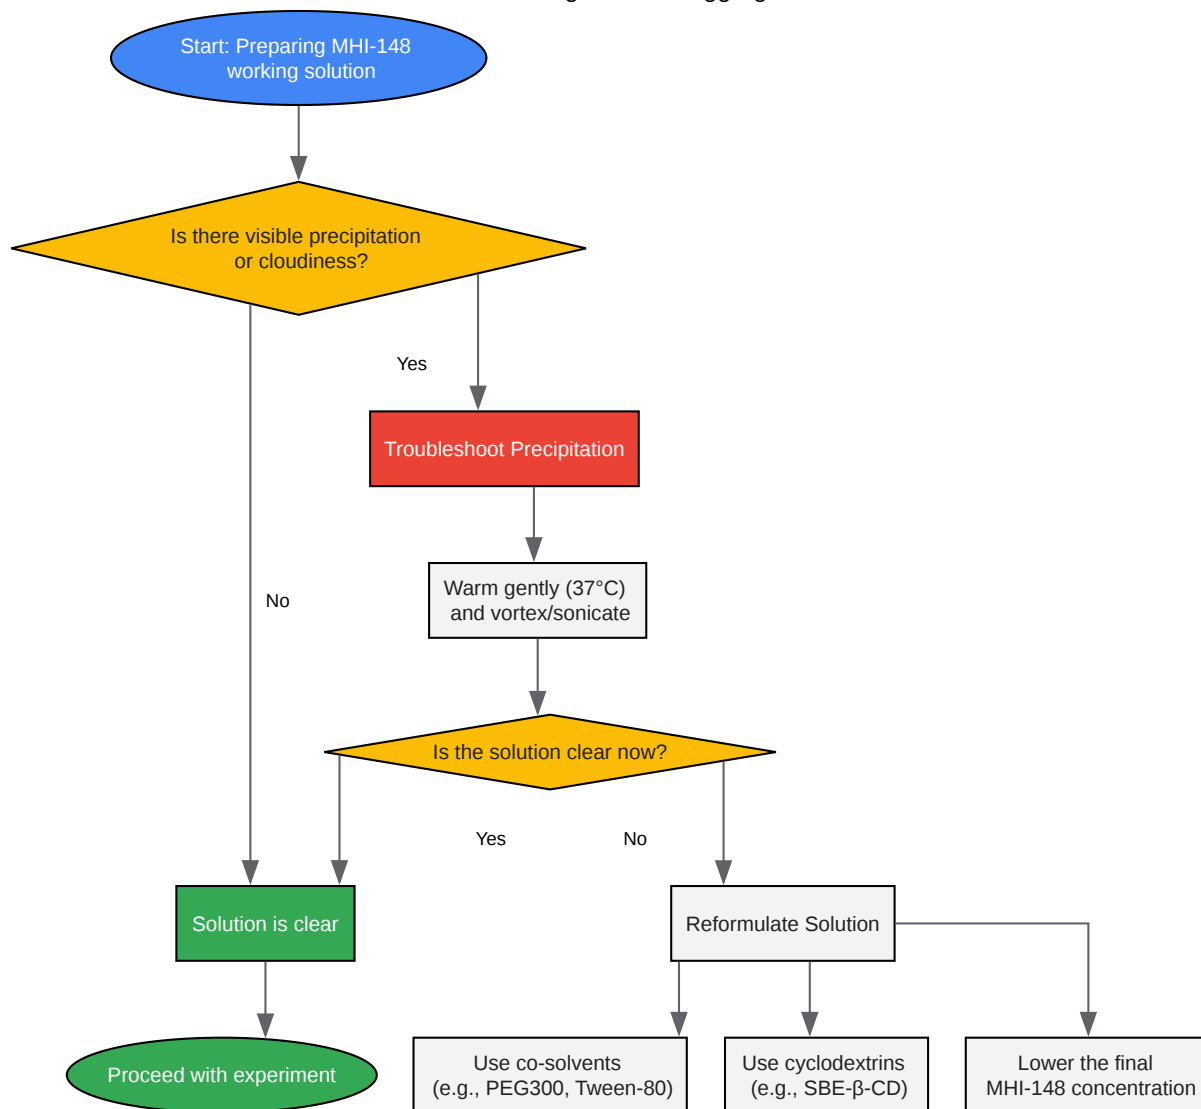 Start: Preparing MHI-148
working solution
Is there visible precipitation
or cloudiness?
Yes
Troubleshoot Precipitation
Warm gently (37°C)
and vortex/sonicate
No
Is the solution clear now?
Yes
No
Solution is clear
Reformulate Solution
Proceed with experiment
Use co-solvents
(e.g., PEG300, Tween-80)
Use cyclodextrins
(e.g., SBE-β-CD)
Lower the final
MHI-148 concentration